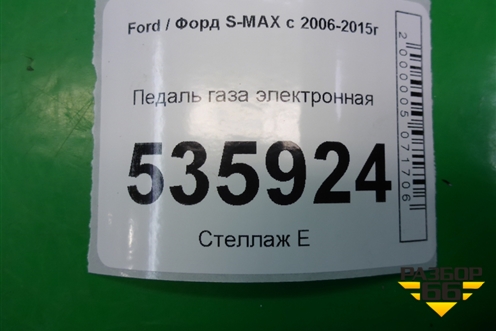 Ford / Форд S-MAX с 2006-2015г
Педаль газа электронная
535924
Стеллаж Е
2000005071706
РАЗБОР
66